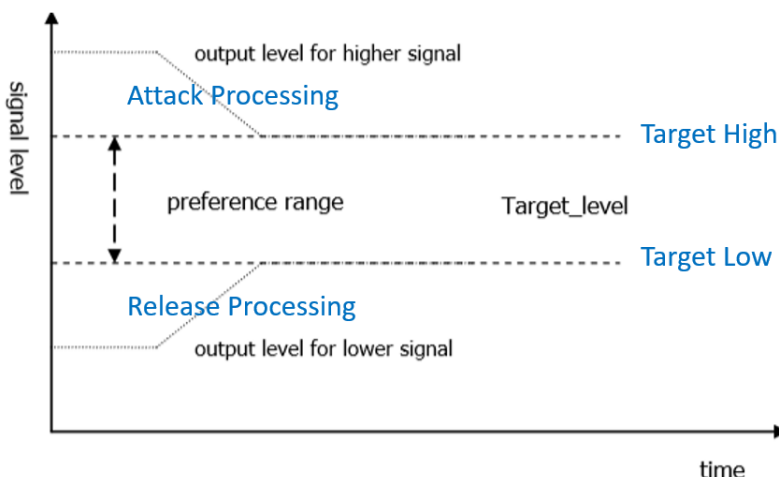 output level for higher signal
Attack Processing
signal level
Target High
preference range
Target_level
Target Low
Release Processing
output level for lower signal
time